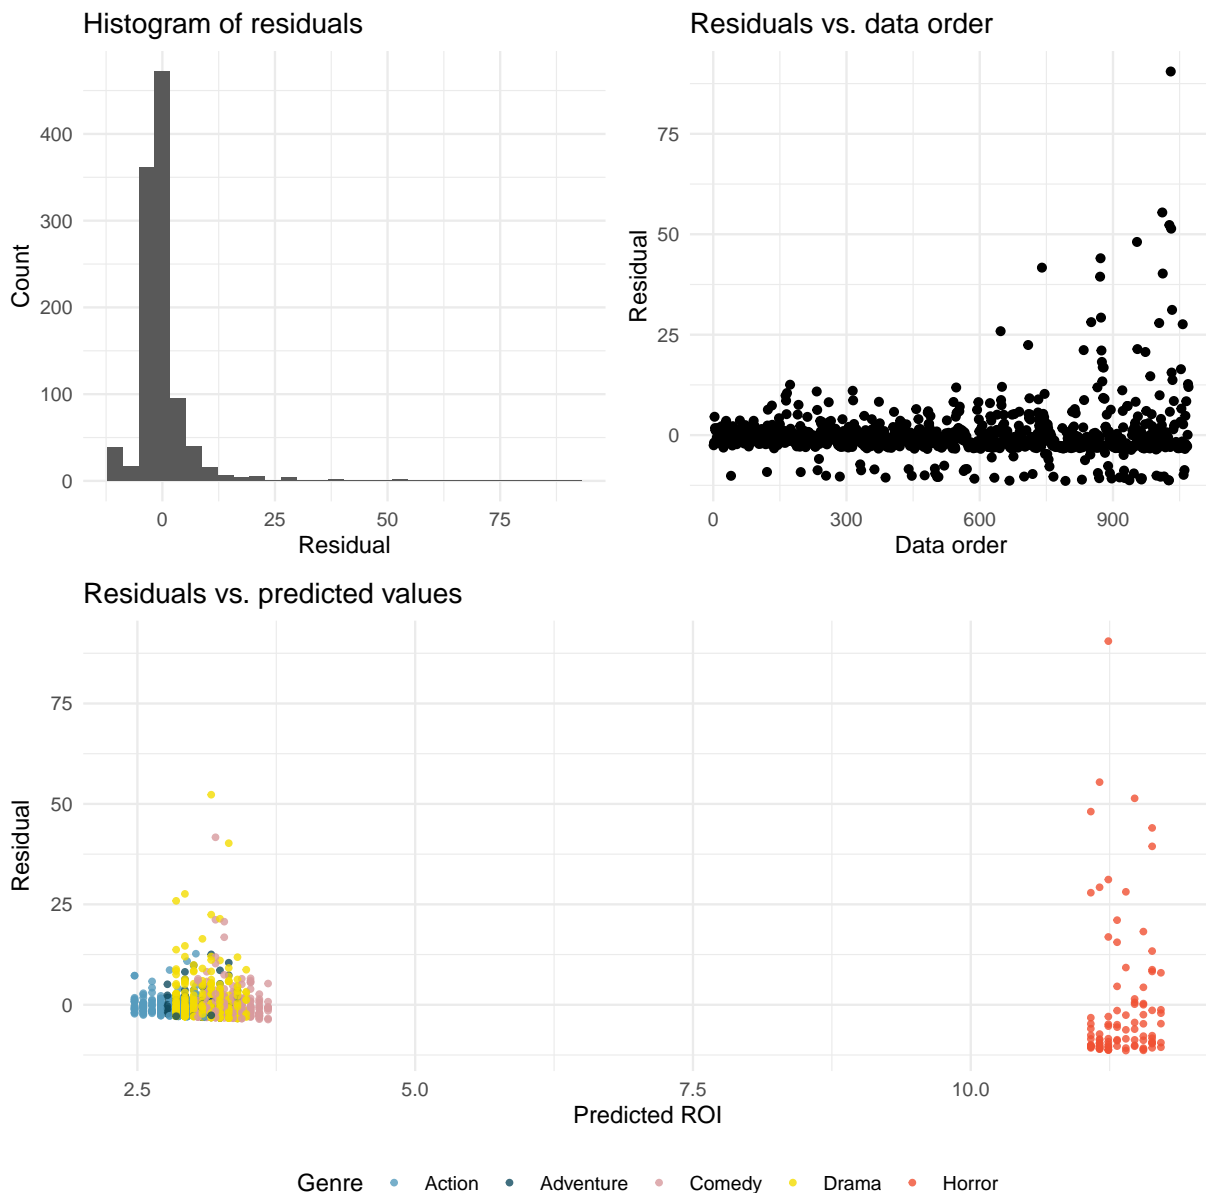 Histogram of residuals
400
300
200
100
0
Count
0 25 50 75
Residual
Residuals vs. data order
75
50
25
0
Residual
0 300 600 900
Data order
Residuals vs. predicted values
75
50
25
0
Residual
2.5 5.0 7.5 10.0
Predicted ROI
Genre Action Adventure Comedy Drama Horror